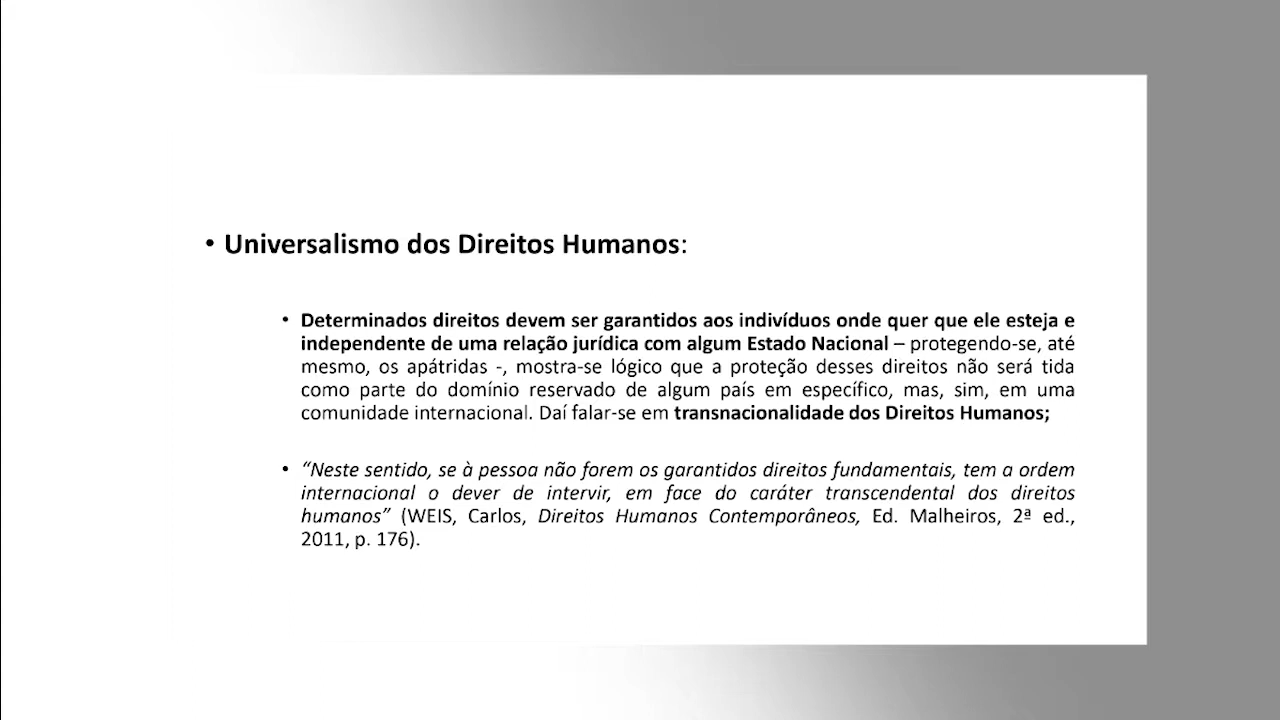 • Universalismo dos Direitos Humanos:
• Determinados direitos devem ser garantidos aos indivíduos onde quer que ele esteja e
independente de uma relação jurídica com algum Estado Nacional – protegendo-se, até
mesmo, os apátridas -, mostra-se lógico que a proteção desses direitos não será tida
como parte do domínio reservado de algum país em específico, mas, sim, em uma
comunidade internacional. Daí falar-se em transnacionalidade dos Direitos Humanos;
• “Neste sentido, se à pessoa não forem os garantidos direitos fundamentais, tem a ordem
internacional o dever de intervir, em face do caráter transcendental dos direitos
humanos” (WEIS, Carlos, Direitos Humanos Contemporâneos, Ed. Malheiros, 2ª ed.,
2011, p. 176).